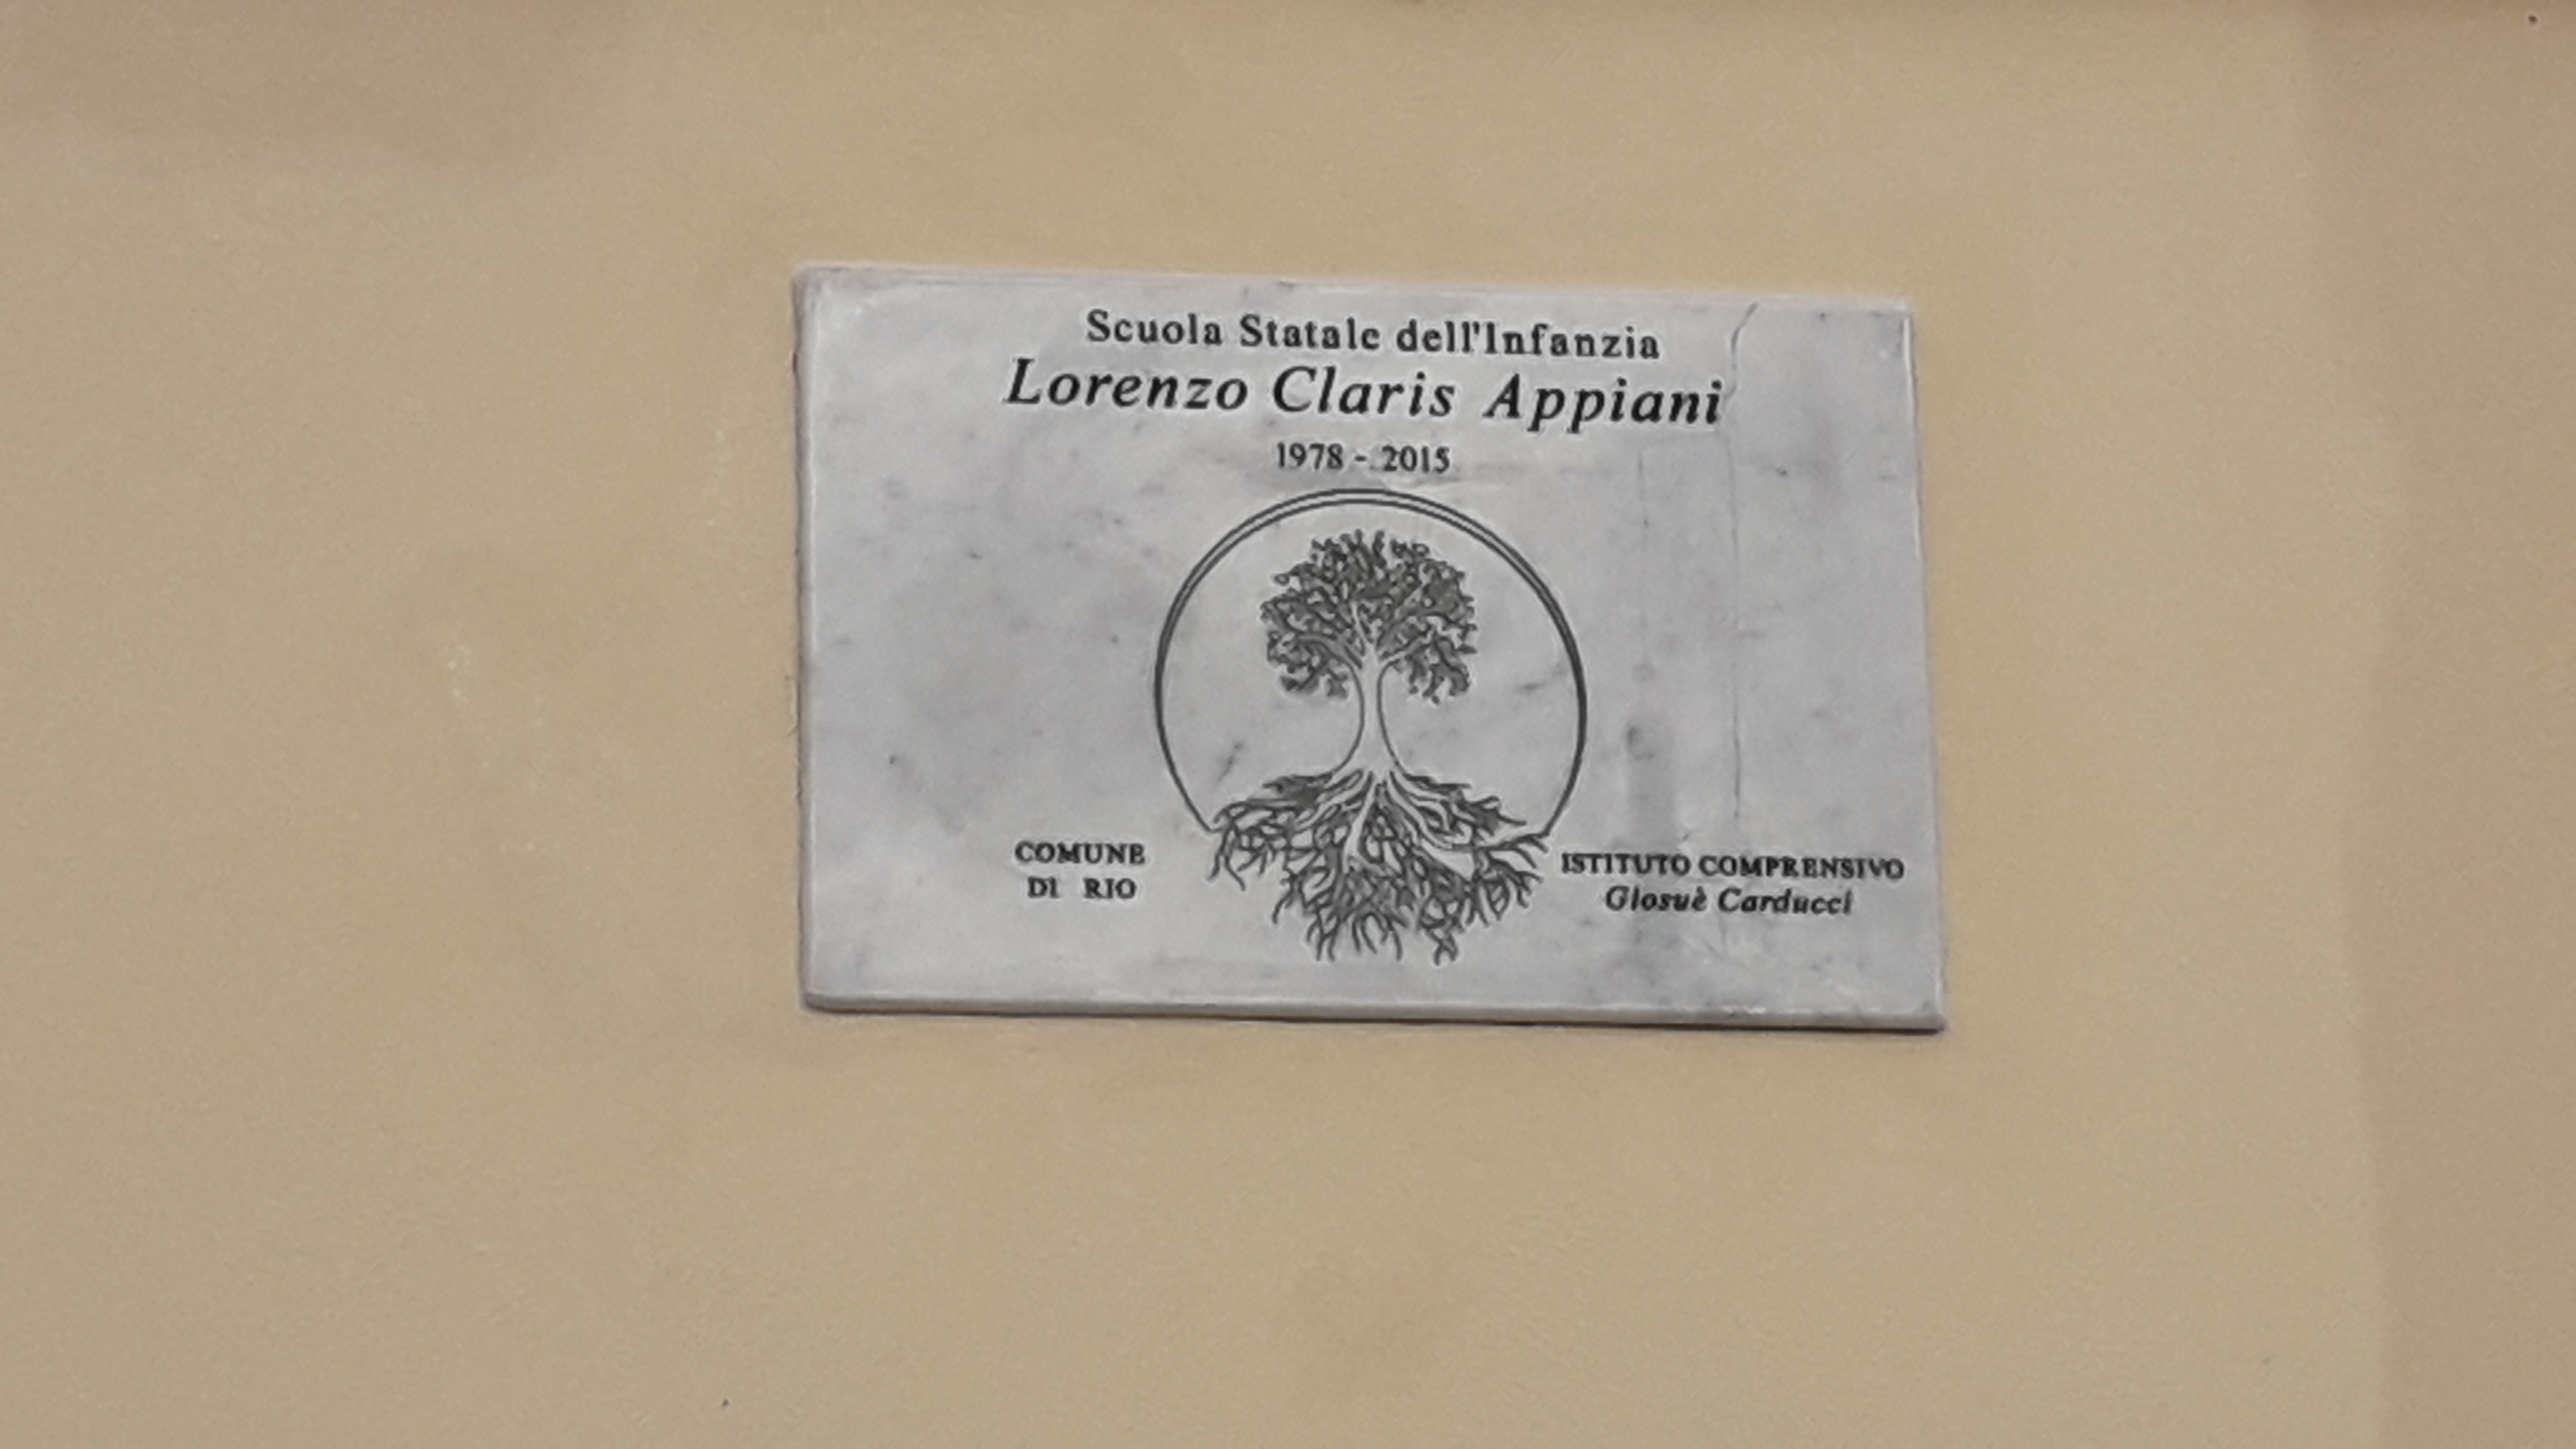 Scuola Statale dell'Infanzia
Lorenzo Claris Appiani
1978 - 2015
COMUNE
DI RIO
ISTITUTO COMPRENSIVO
Giosuè Carducci